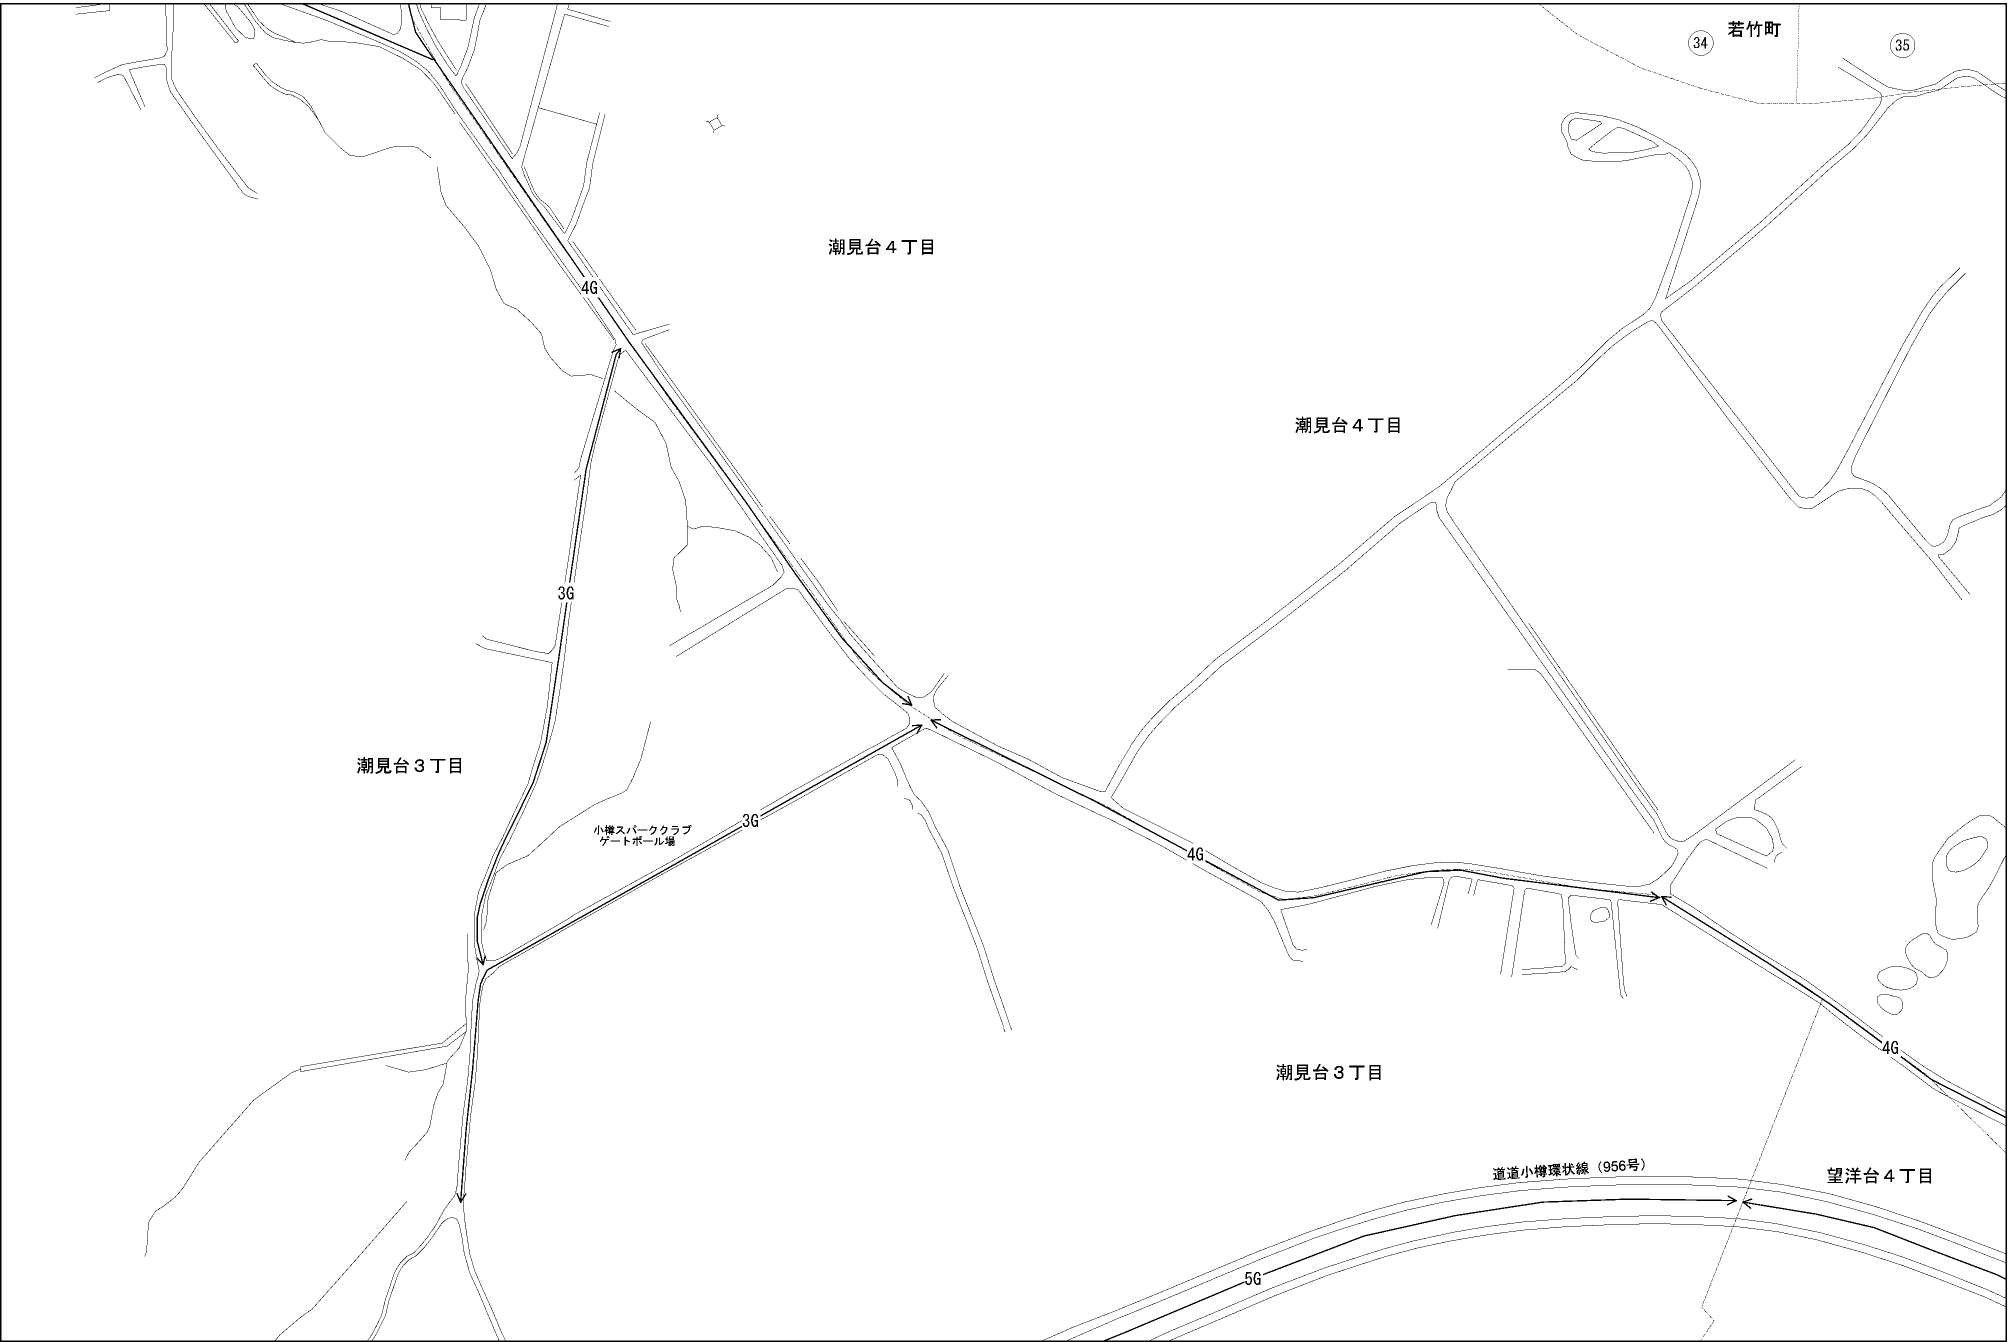 若竹町
34
35
潮見台４丁目
4G
潮見台４丁目
3G
潮見台３丁目
3G
小樽スパーククラブ
ゲートボール場
4G
4G
潮見台３丁目
道道小樽環状線（956号）
望洋台４丁目
5G